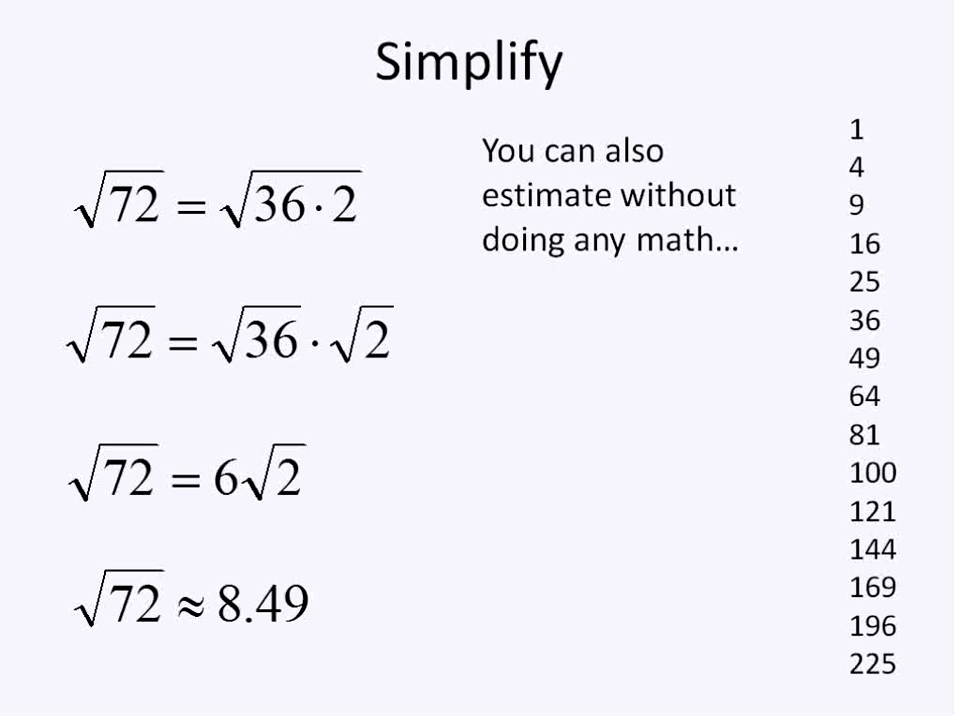 Simplify
√72 = √36 · 2
√72 = √36 · √2
√72 = 6√2
√72 ≈ 8.49
You can also
estimate without
doing any math...
1
4
9
16
25
36
49
64
81
100
121
144
169
196
225